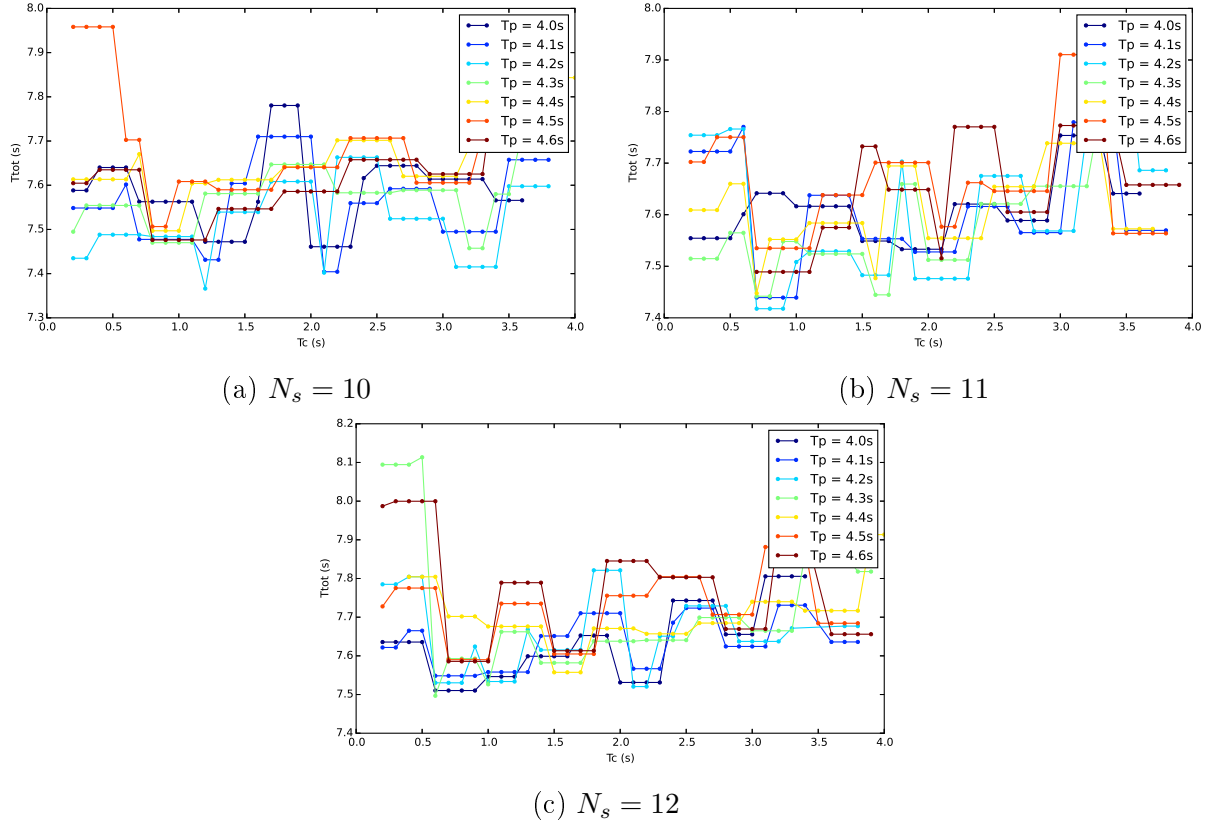 8.0
7.9
7.8
7.7
7.6
7.5
7.4
7.3
Ttot (s)
0.0 0.5 1.0 1.5 2.0 2.5 3.0 3.5 4.0
Tc (s)
Tp = 4.0s
Tp = 4.1s
Tp = 4.2s
Tp = 4.3s
Tp = 4.4s
Tp = 4.5s
Tp = 4.6s
(a) N_s = 10
8.0
7.9
7.8
7.7
7.6
7.5
7.4
Ttot (s)
0.0 0.5 1.0 1.5 2.0 2.5 3.0 3.5 4.0
Tc (s)
Tp = 4.0s
Tp = 4.1s
Tp = 4.2s
Tp = 4.3s
Tp = 4.4s
Tp = 4.5s
Tp = 4.6s
(b) N_s = 11
8.2
8.1
8.0
7.9
7.8
7.7
7.6
7.5
7.4
Ttot (s)
0.0 0.5 1.0 1.5 2.0 2.5 3.0 3.5 4.0
Tc (s)
Tp = 4.0s
Tp = 4.1s
Tp = 4.2s
Tp = 4.3s
Tp = 4.4s
Tp = 4.5s
Tp = 4.6s
(c) N_s = 12